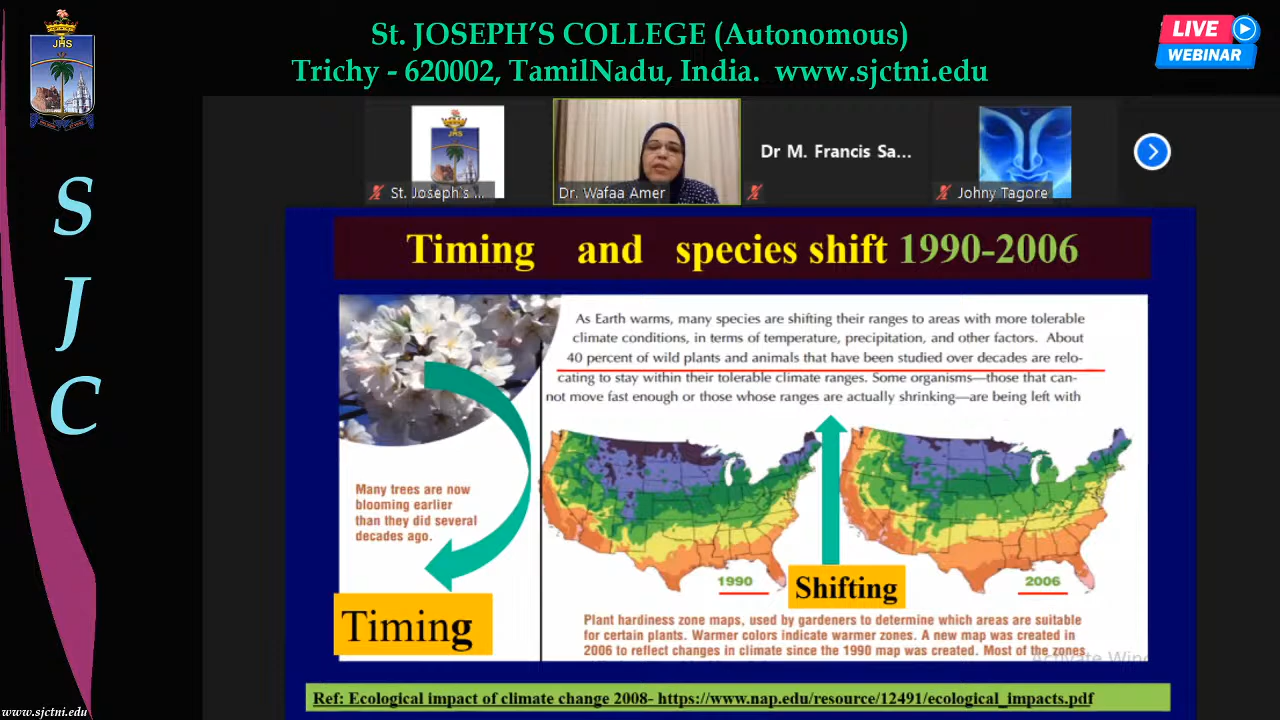 St. JOSEPH'S COLLEGE (Autonomous)
Trichy - 620002, TamilNadu, India. www.sjctni.edu
LIVE
WEBINAR
JHS
S
J
C
JHS
St. Joseph's ...
Dr. Wafaa Amer
Dr M. Francis Sa...
Johny Tagore
Timing and species shift 1990-2006
As Earth warms, many species are shifting their ranges to areas with more tolerable
climate conditions, in terms of temperature, precipitation, and other factors. About
40 percent of wild plants and animals that have been studied over decades are relo-
cating to stay within their tolerable climate ranges. Some organisms—those that can-
not move fast enough or those whose ranges are actually shrinking—are being left with
Many trees are now
blooming earlier
than they did several
decades ago.
Timing
1990
Shifting
2006
Plant hardiness zone maps, used by gardeners to determine which areas are suitable
for certain plants. Warmer colors indicate warmer zones. A new map was created in
2006 to reflect changes in climate since the 1990 map was created. Most of the zones
Activate Wind
Ref: Ecological impact of climate change 2008- https://www.nap.edu/resource/12491/ecological_impacts.pdf
www.sjctni.edu